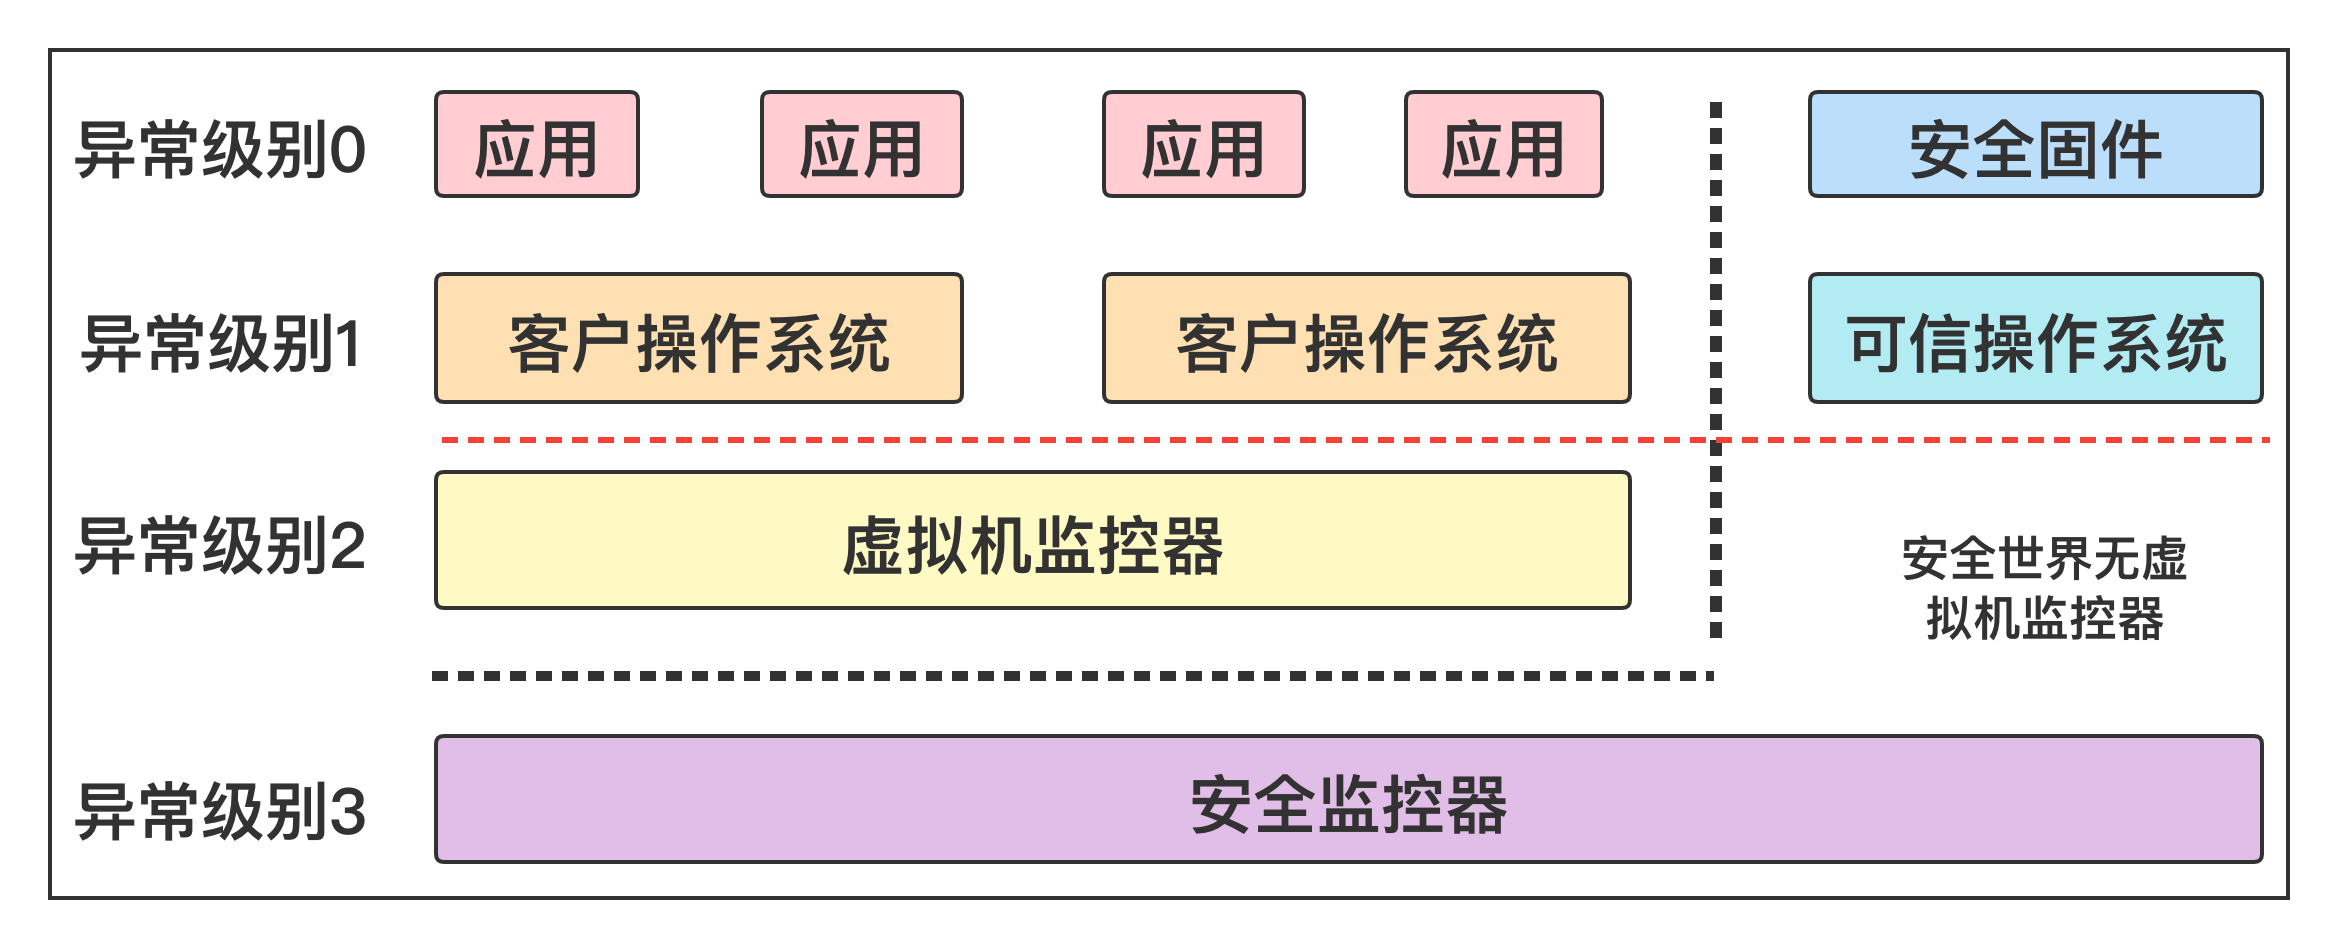 异常级别0
应用
应用
应用
应用
安全固件
异常级别1
客户操作系统
客户操作系统
可信操作系统
异常级别2
虚拟机监控器
安全世界无虚
拟机监控器
异常级别3
安全监控器